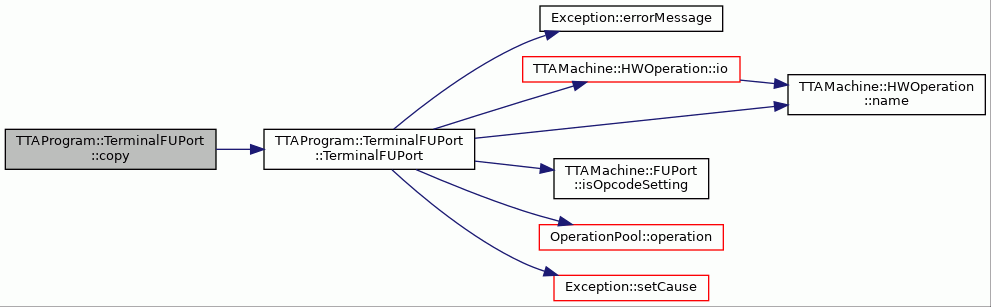 TTAProgram::TerminalFUPort
::copy
TTAProgram::TerminalFUPort
::TerminalFUPort
Exception::errorMessage
TTAMachine::HWOperation::io
TTAMachine::HWOperation
::name
TTAMachine::FUPort
::isOpcodeSetting
OperationPool::operation
Exception::setCause